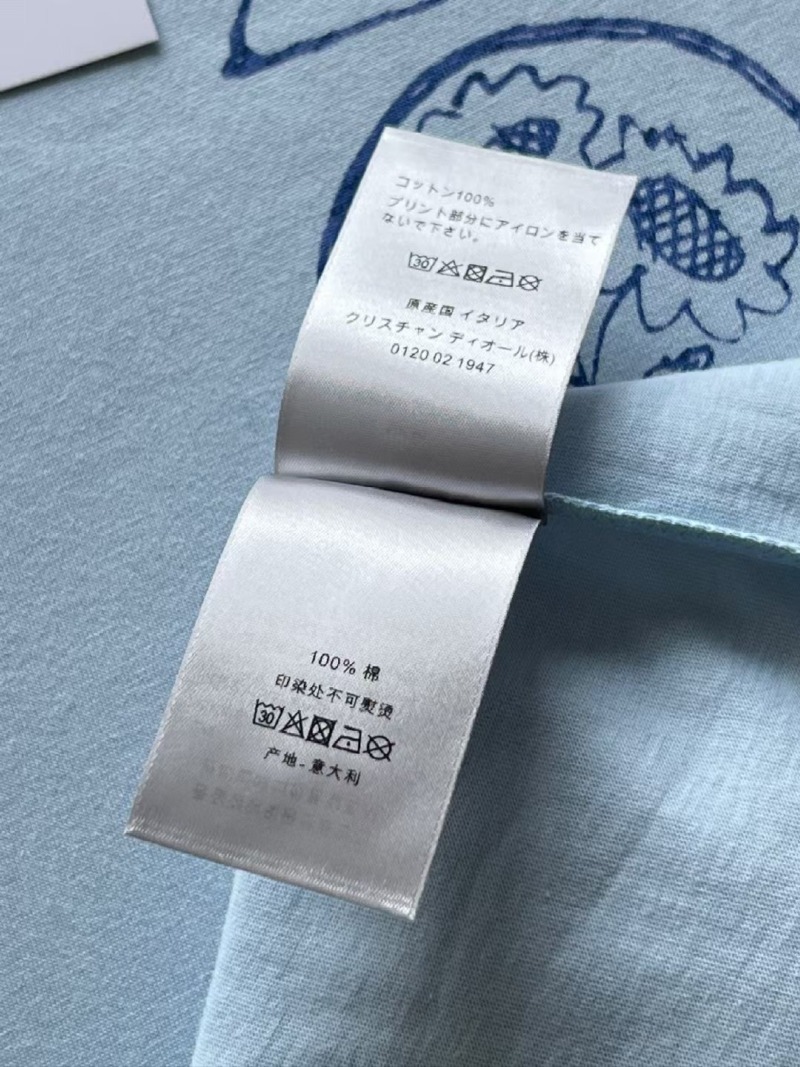 コットン100%
プリント部分にアイロンを当て
ないで下さい。
30
原産国 イタリア
クリスチャン ディオール(株)
0120 02 1947
100% 棉
印染处不可熨烫
30
产地-意大利